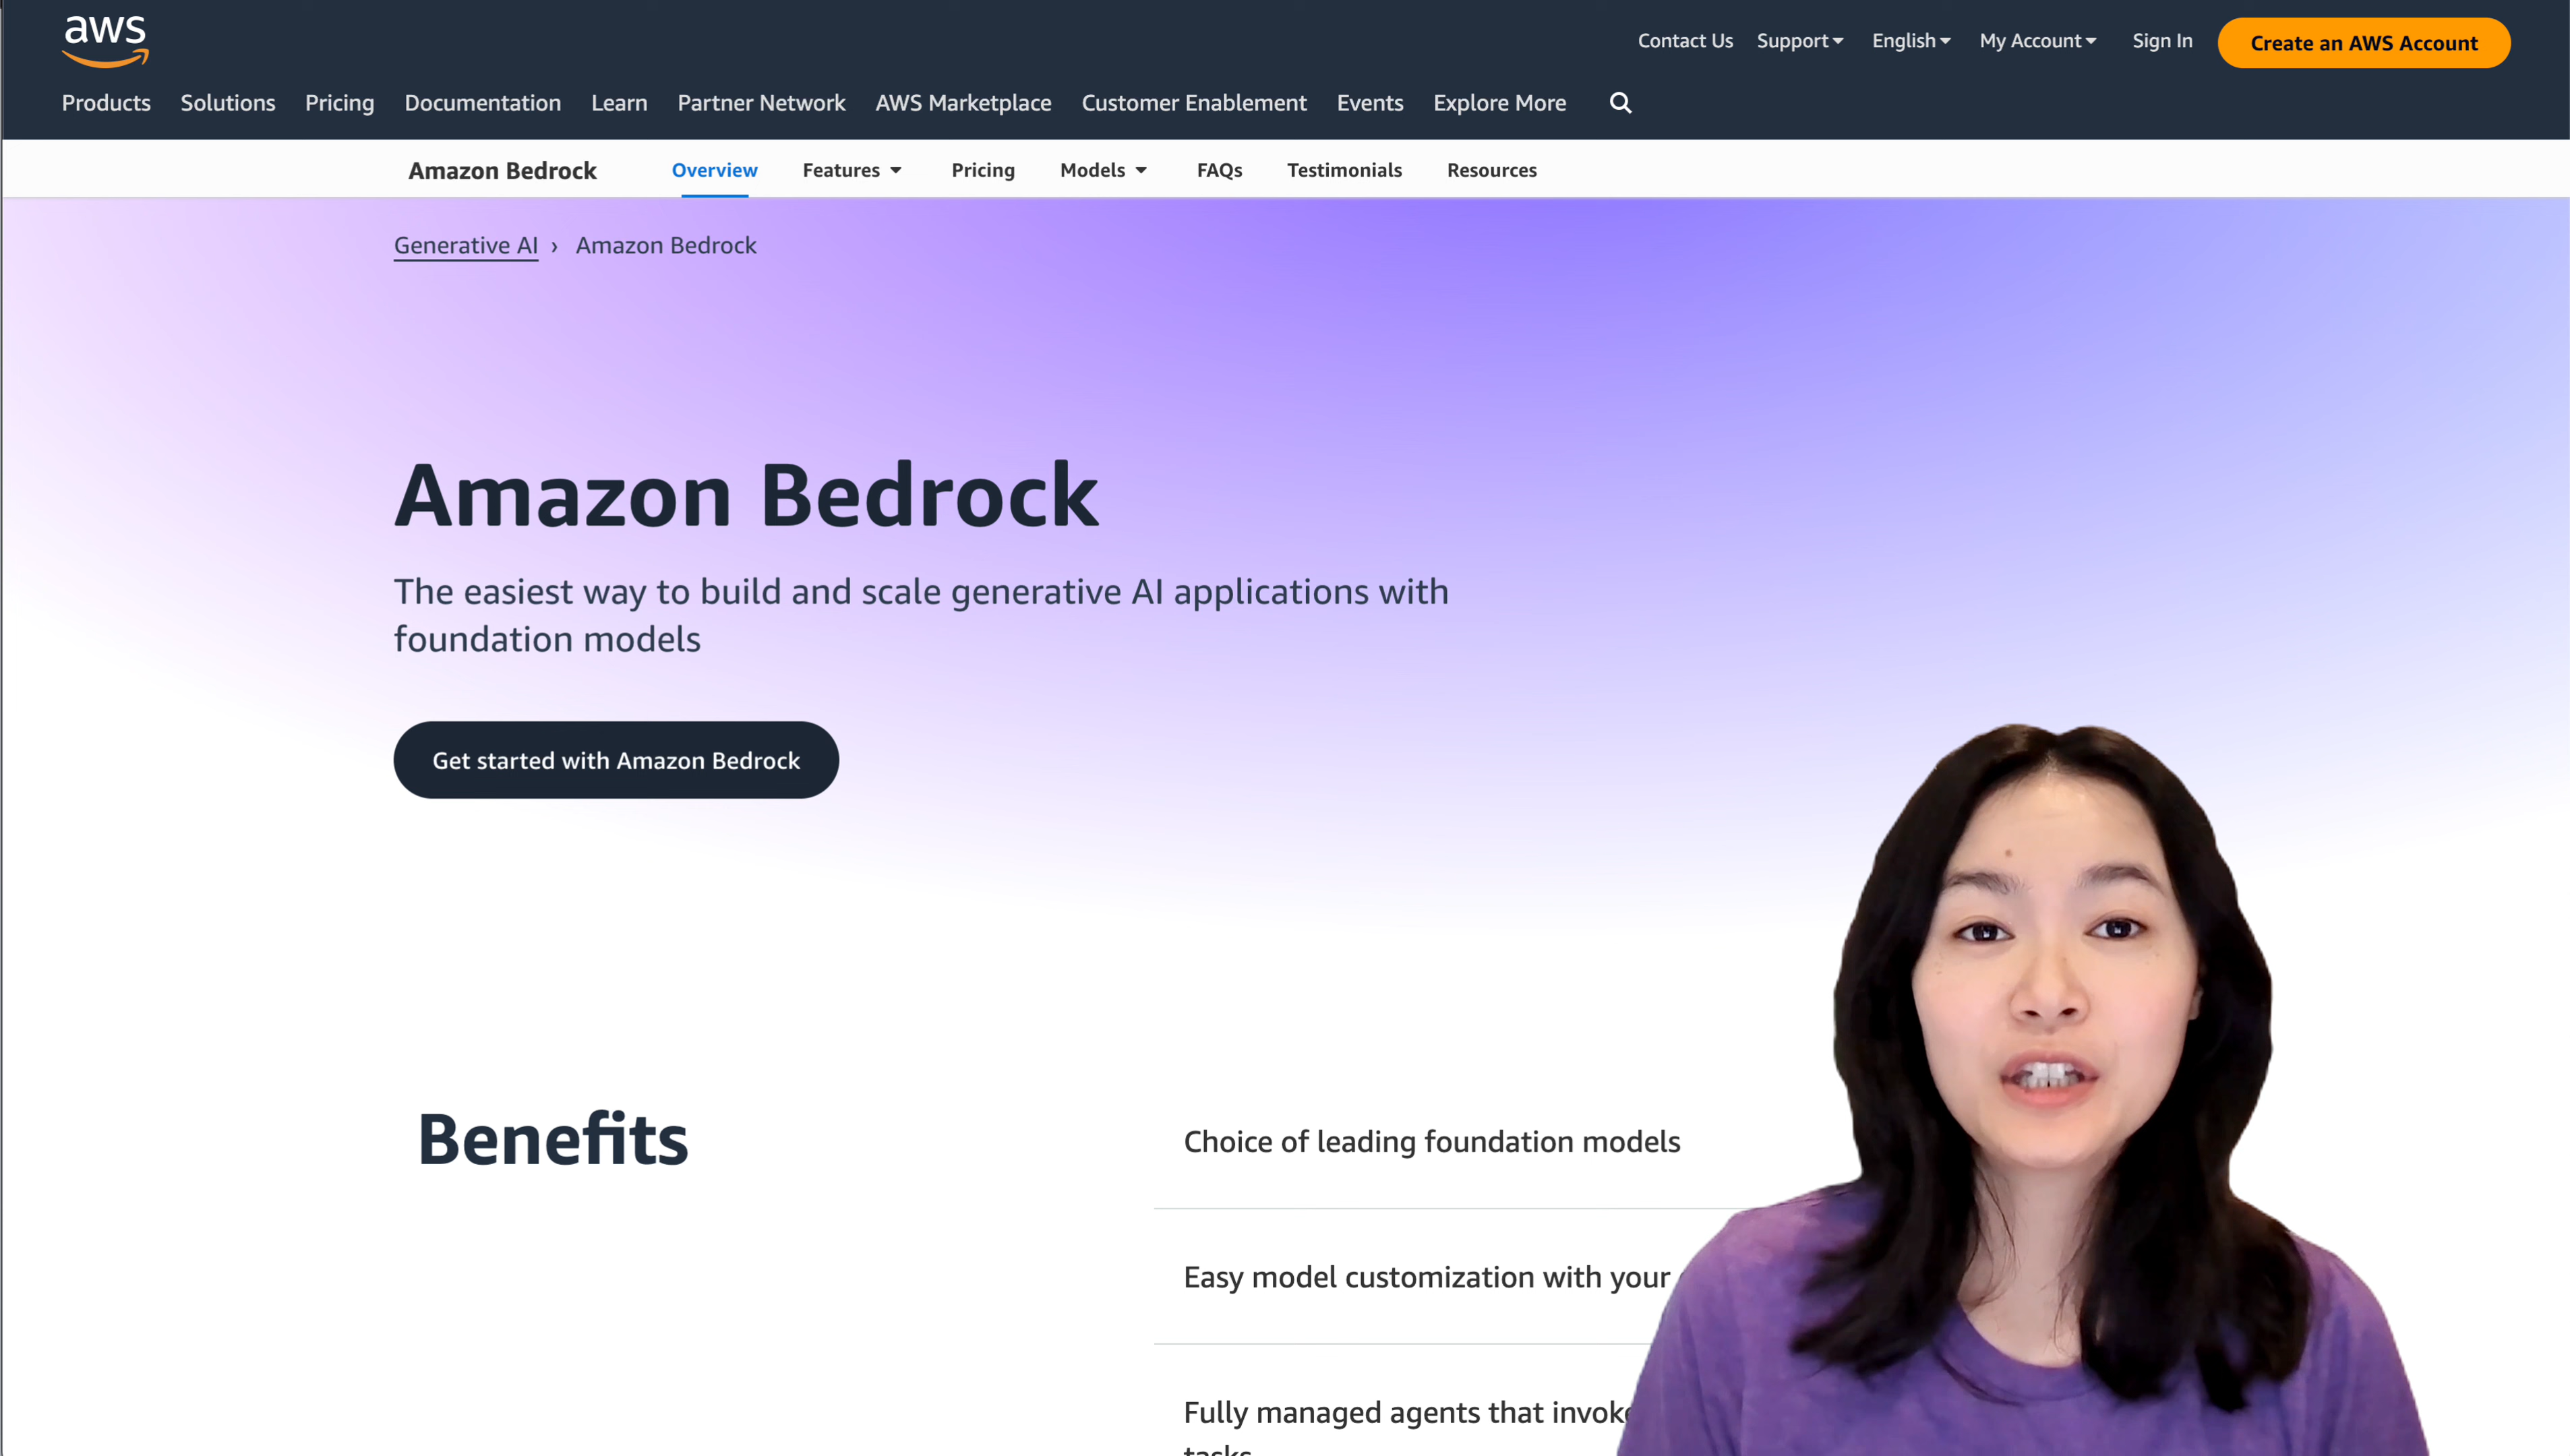 aws
Contact Us Support English My Account Sign In Create an AWS Account
Products Solutions Pricing Documentation Learn Partner Network AWS Marketplace Customer Enablement Events Explore More
Amazon Bedrock Overview Features Pricing Models FAQs Testimonials Resources
Generative AI › Amazon Bedrock
Amazon Bedrock
The easiest way to build and scale generative AI applications with
foundation models
Get started with Amazon Bedrock
Benefits
Choice of leading foundation models
Easy model customization with your
Fully managed agents that invoke
tasks